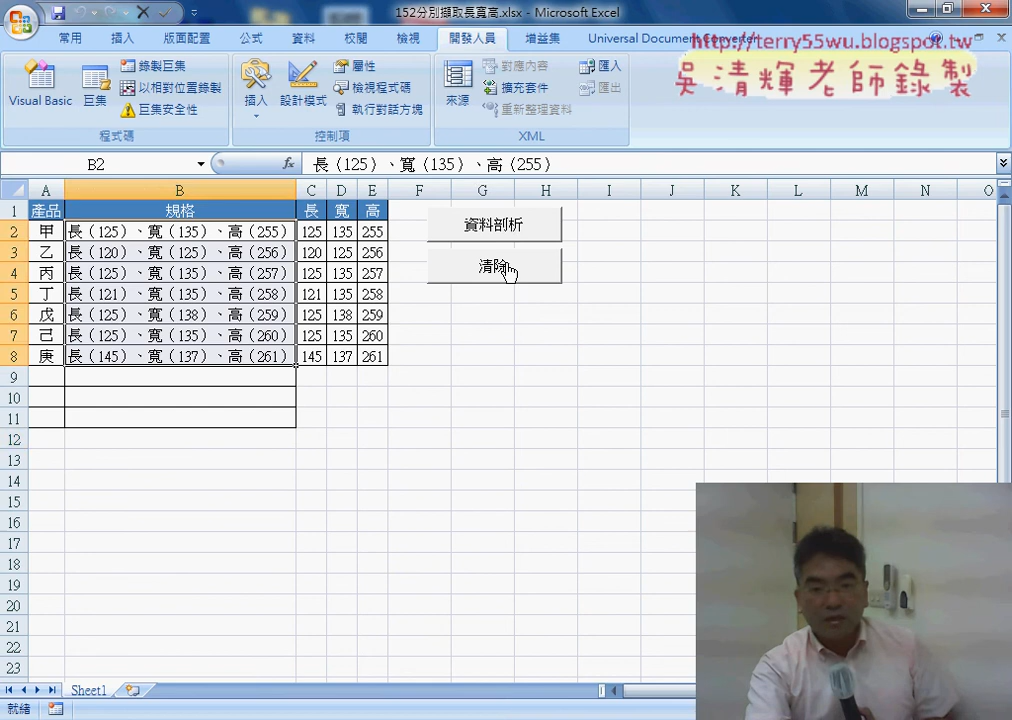 152分別擷取長寬高.xlsx - Microsoft Excel
常用 插入 版面配置 公式 資料 校閱 檢視 開發人員 增益集 Universal Document Converter
http://terry55wu.blogspot.tw
吳清輝老師錄製
Visual Basic 巨集 錄製巨集 以相對位置錄製 巨集安全性
程式碼
插入 設計模式 屬性 檢視程式碼 執行對話方塊
控制項
來源 對應內容 擴充套件 重新整理資料 匯入 匯出
XML
B2 fx 長（125）、寬（135）、高（255）
A B C D E F G H I J K L M N O
1 產品 規格 長 寬 高
2 甲 長（125）、寬（135）、高（255） 125 135 255
3 乙 長（120）、寬（125）、高（256） 120 125 256
4 丙 長（125）、寬（135）、高（257） 125 135 257
5 丁 長（121）、寬（135）、高（258） 121 135 258
6 戊 長（125）、寬（138）、高（259） 125 138 259
7 己 長（125）、寬（135）、高（260） 125 135 260
8 庚 長（145）、寬（137）、高（261） 145 137 261
9
10
11
12
13
14
15
16
17
18
19
20
21
22
23
資料剖析
清除
Sheet1
就緒